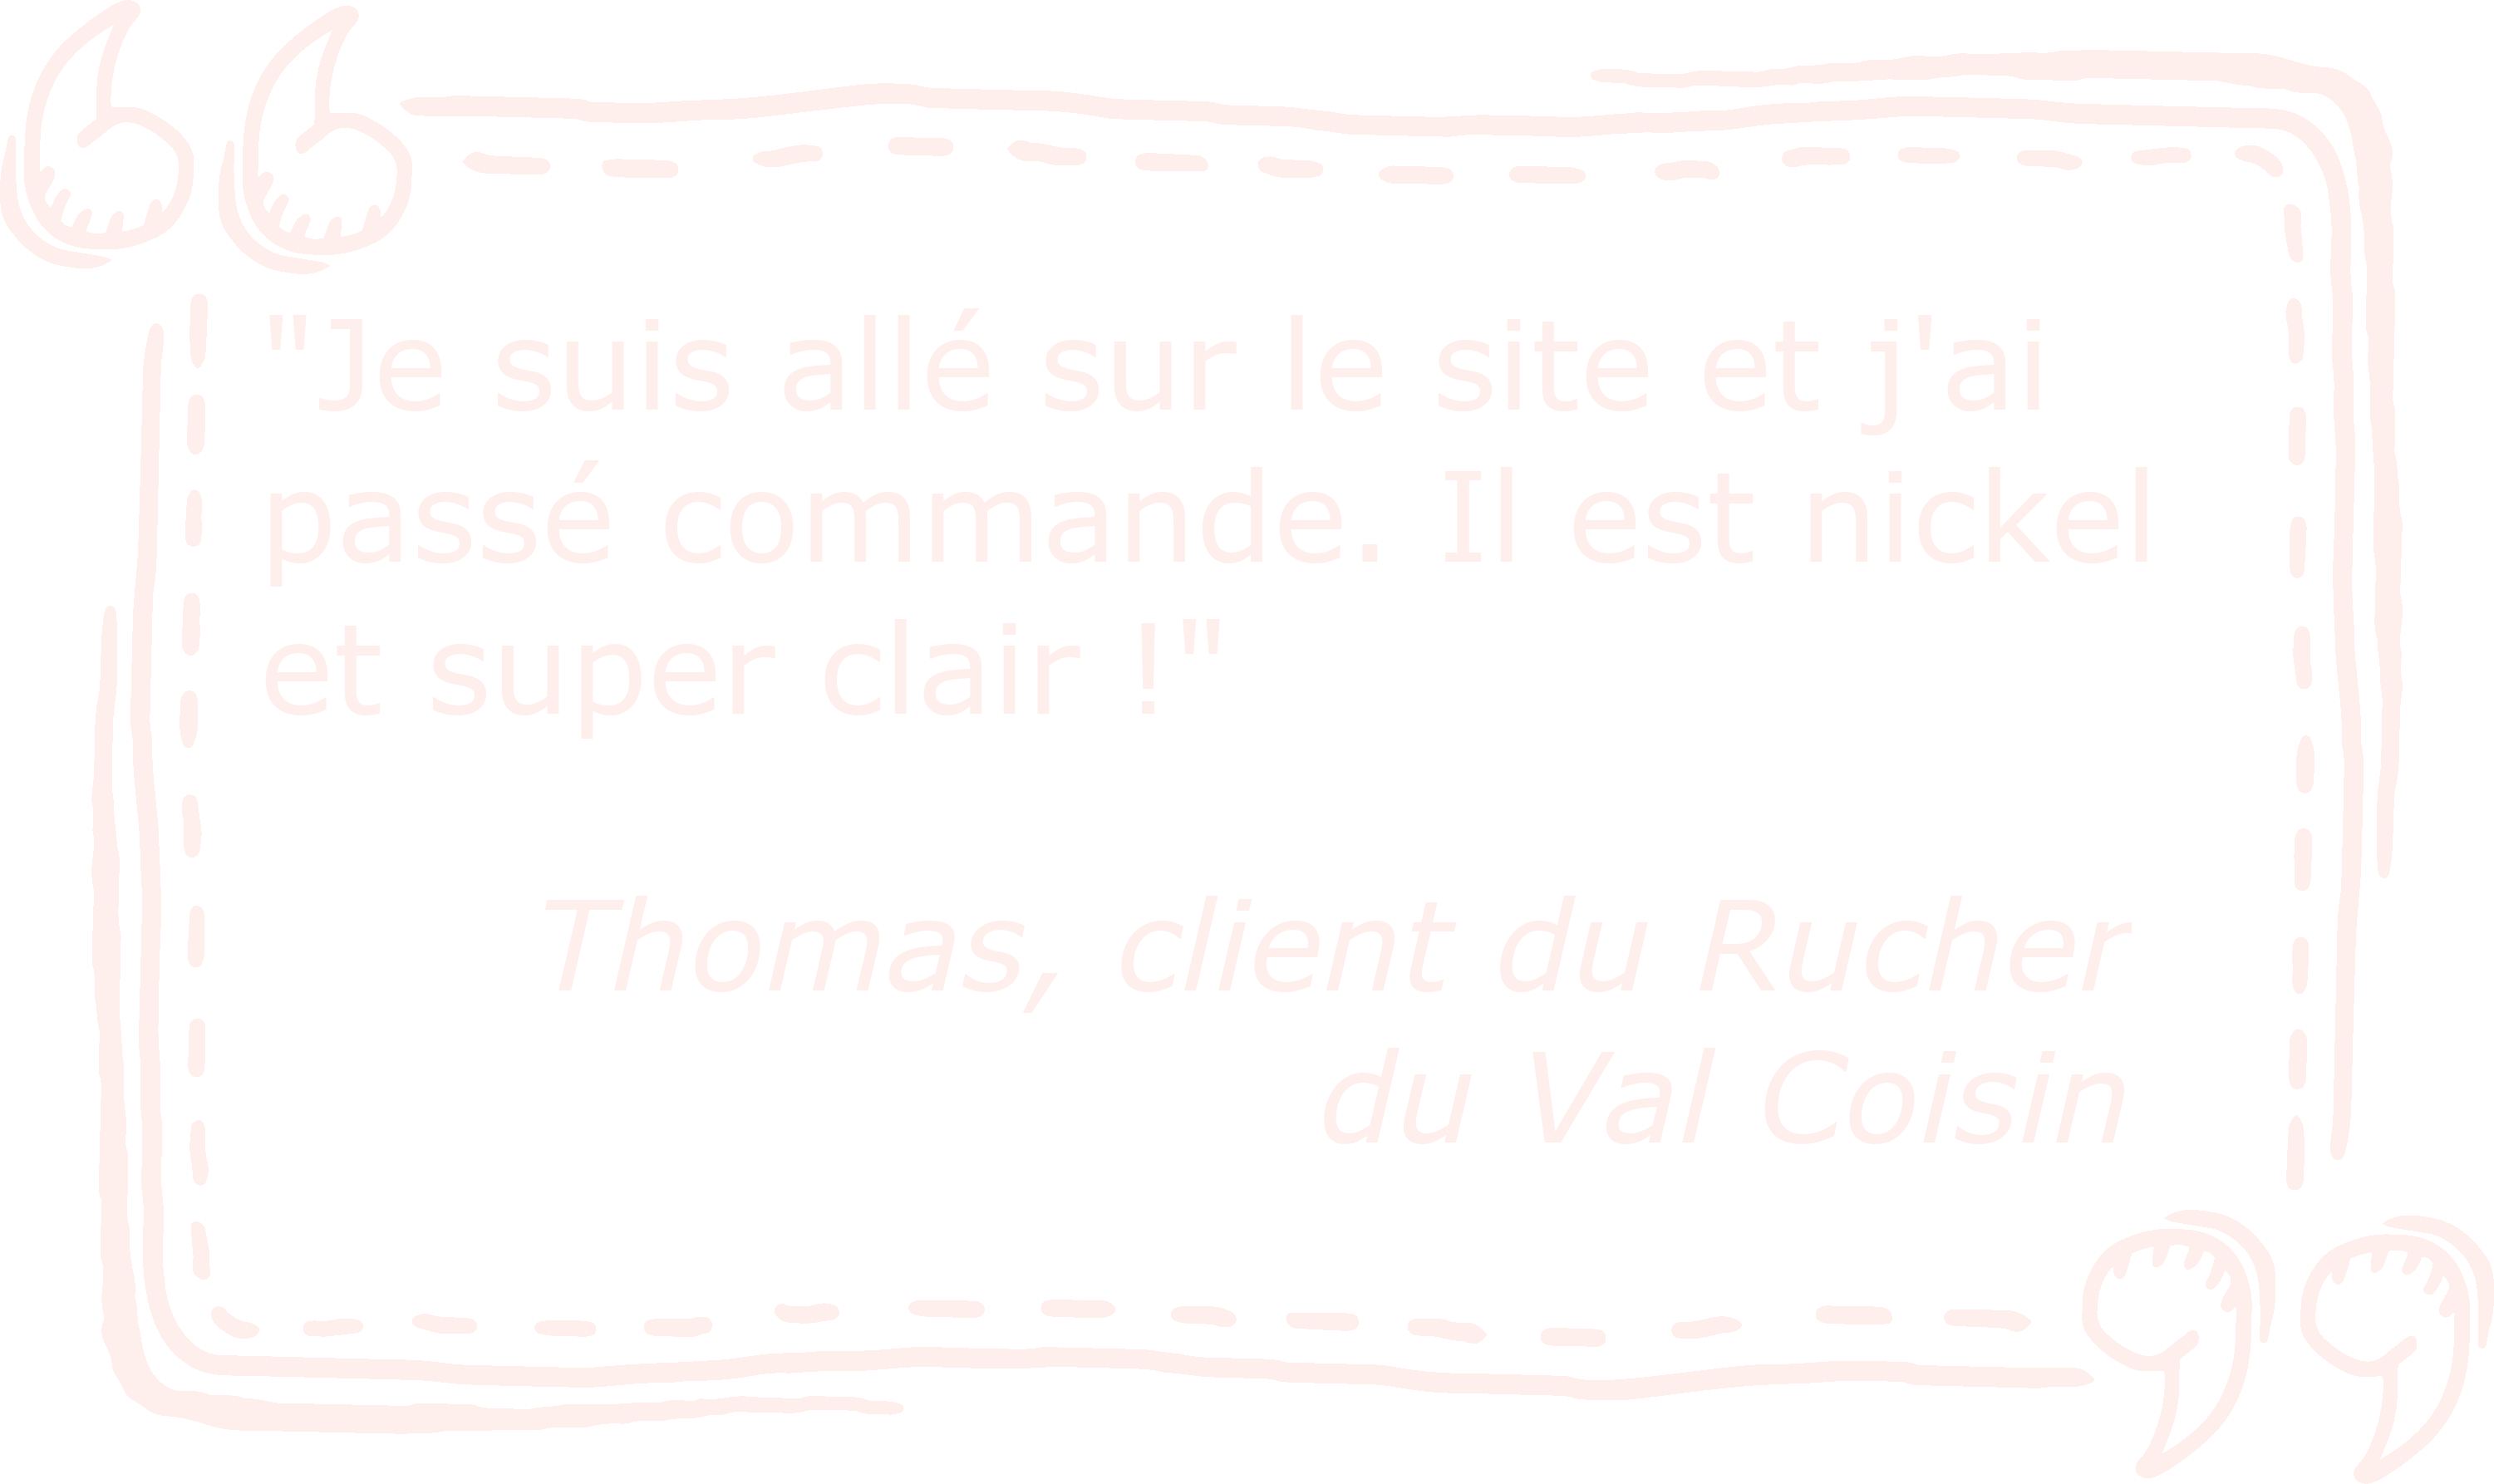 "Je suis allé sur le site et j'ai
passé commande. Il est nickel
et super clair !"
Thomas, client du Rucher
du Val Coisin